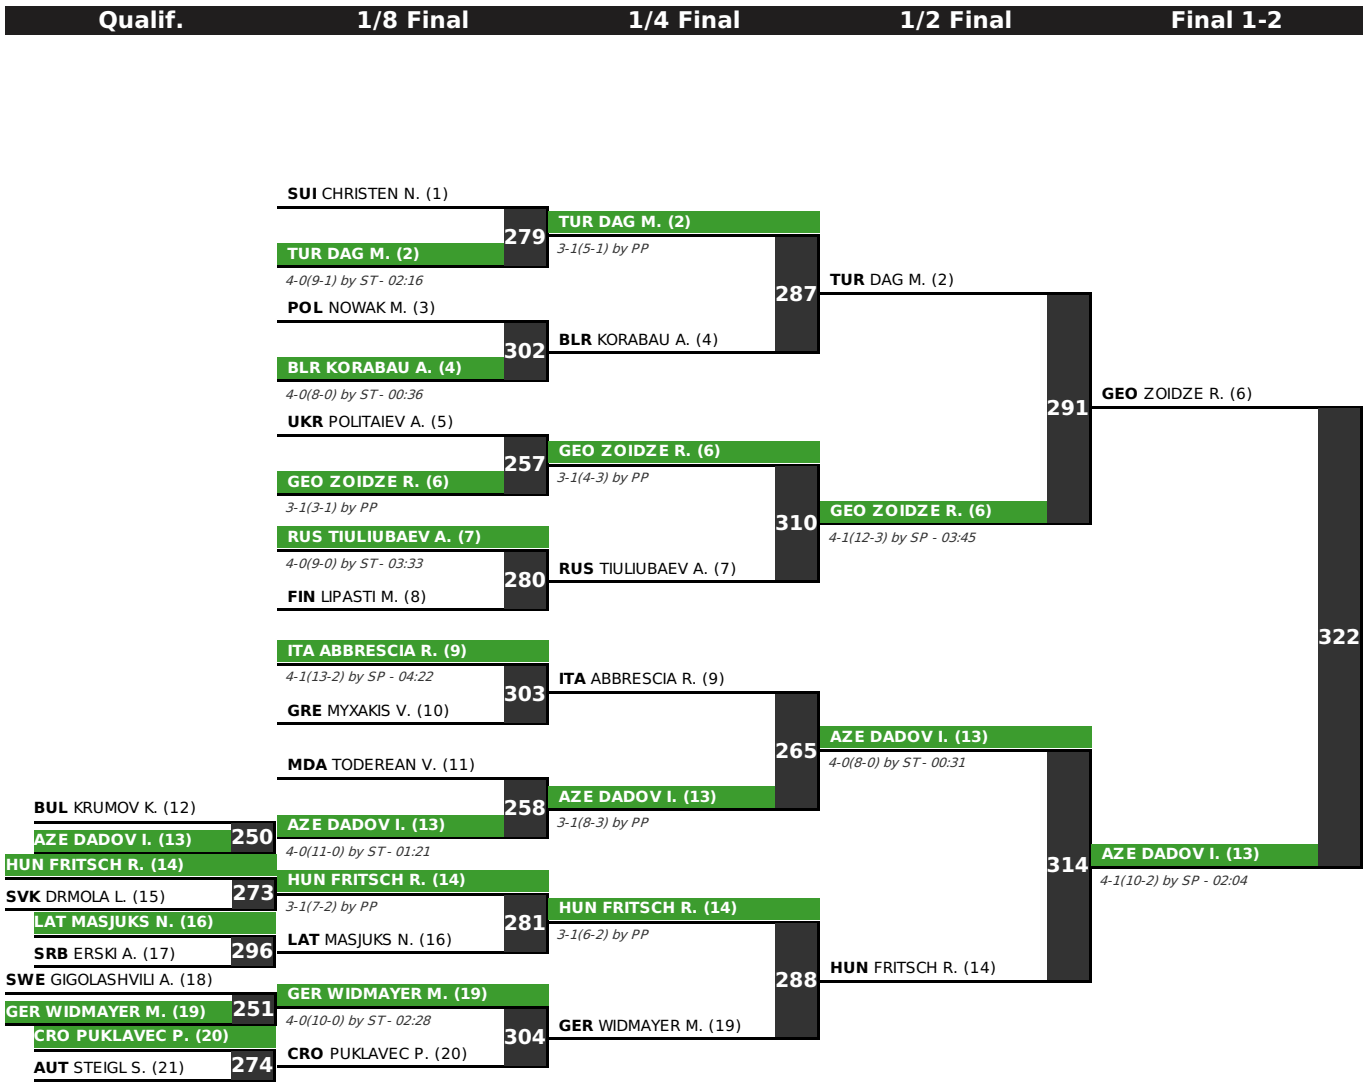 Qualif. 1/8 Final 1/4 Final 1/2 Final Final 1-2
SUI CHRISTEN N. (1)
279
TUR DAG M. (2)
4-0(9-1) by ST - 02:16
POL NOWAK M. (3)
302
BLR KORABAU A. (4)
4-0(8-0) by ST - 00:36
UKR POLITAIEV A. (5)
257
GEO ZOIDZE R. (6)
3-1(3-1) by PP
RUS TIULIUBAEV A. (7)
4-0(9-0) by ST - 03:33
280
FIN LIPASTI M. (8)
ITA ABBRESCIA R. (9)
4-1(13-2) by SP - 04:22
303
GRE MYXAKIS V. (10)
MDA TODEREAN V. (11)
258
AZE DADOV I. (13)
4-0(11-0) by ST - 01:21
HUN FRITSCH R. (14)
3-1(7-2) by PP
281
LAT MASJUKS N. (16)
GER WIDMAYER M. (19)
4-0(10-0) by ST - 02:28
304
CRO PUKLAVEC P. (20)
BUL KRUMOV K. (12)
250
AZE DADOV I. (13)
HUN FRITSCH R. (14)
273
SVK DRMOLA L. (15)
LAT MASJUKS N. (16)
296
SRB ERSKI A. (17)
SWE GIGOLASHVILI A. (18)
251
GER WIDMAYER M. (19)
CRO PUKLAVEC P. (20)
274
AUT STEIGL S. (21)
TUR DAG M. (2)
3-1(5-1) by PP
287
BLR KORABAU A. (4)
GEO ZOIDZE R. (6)
3-1(4-3) by PP
310
RUS TIULIUBAEV A. (7)
ITA ABBRESCIA R. (9)
265
AZE DADOV I. (13)
3-1(8-3) by PP
HUN FRITSCH R. (14)
3-1(6-2) by PP
288
GER WIDMAYER M. (19)
TUR DAG M. (2)
291
GEO ZOIDZE R. (6)
4-1(12-3) by SP - 03:45
AZE DADOV I. (13)
4-0(8-0) by ST - 00:31
314
HUN FRITSCH R. (14)
GEO ZOIDZE R. (6)
322
AZE DADOV I. (13)
4-1(10-2) by SP - 02:04